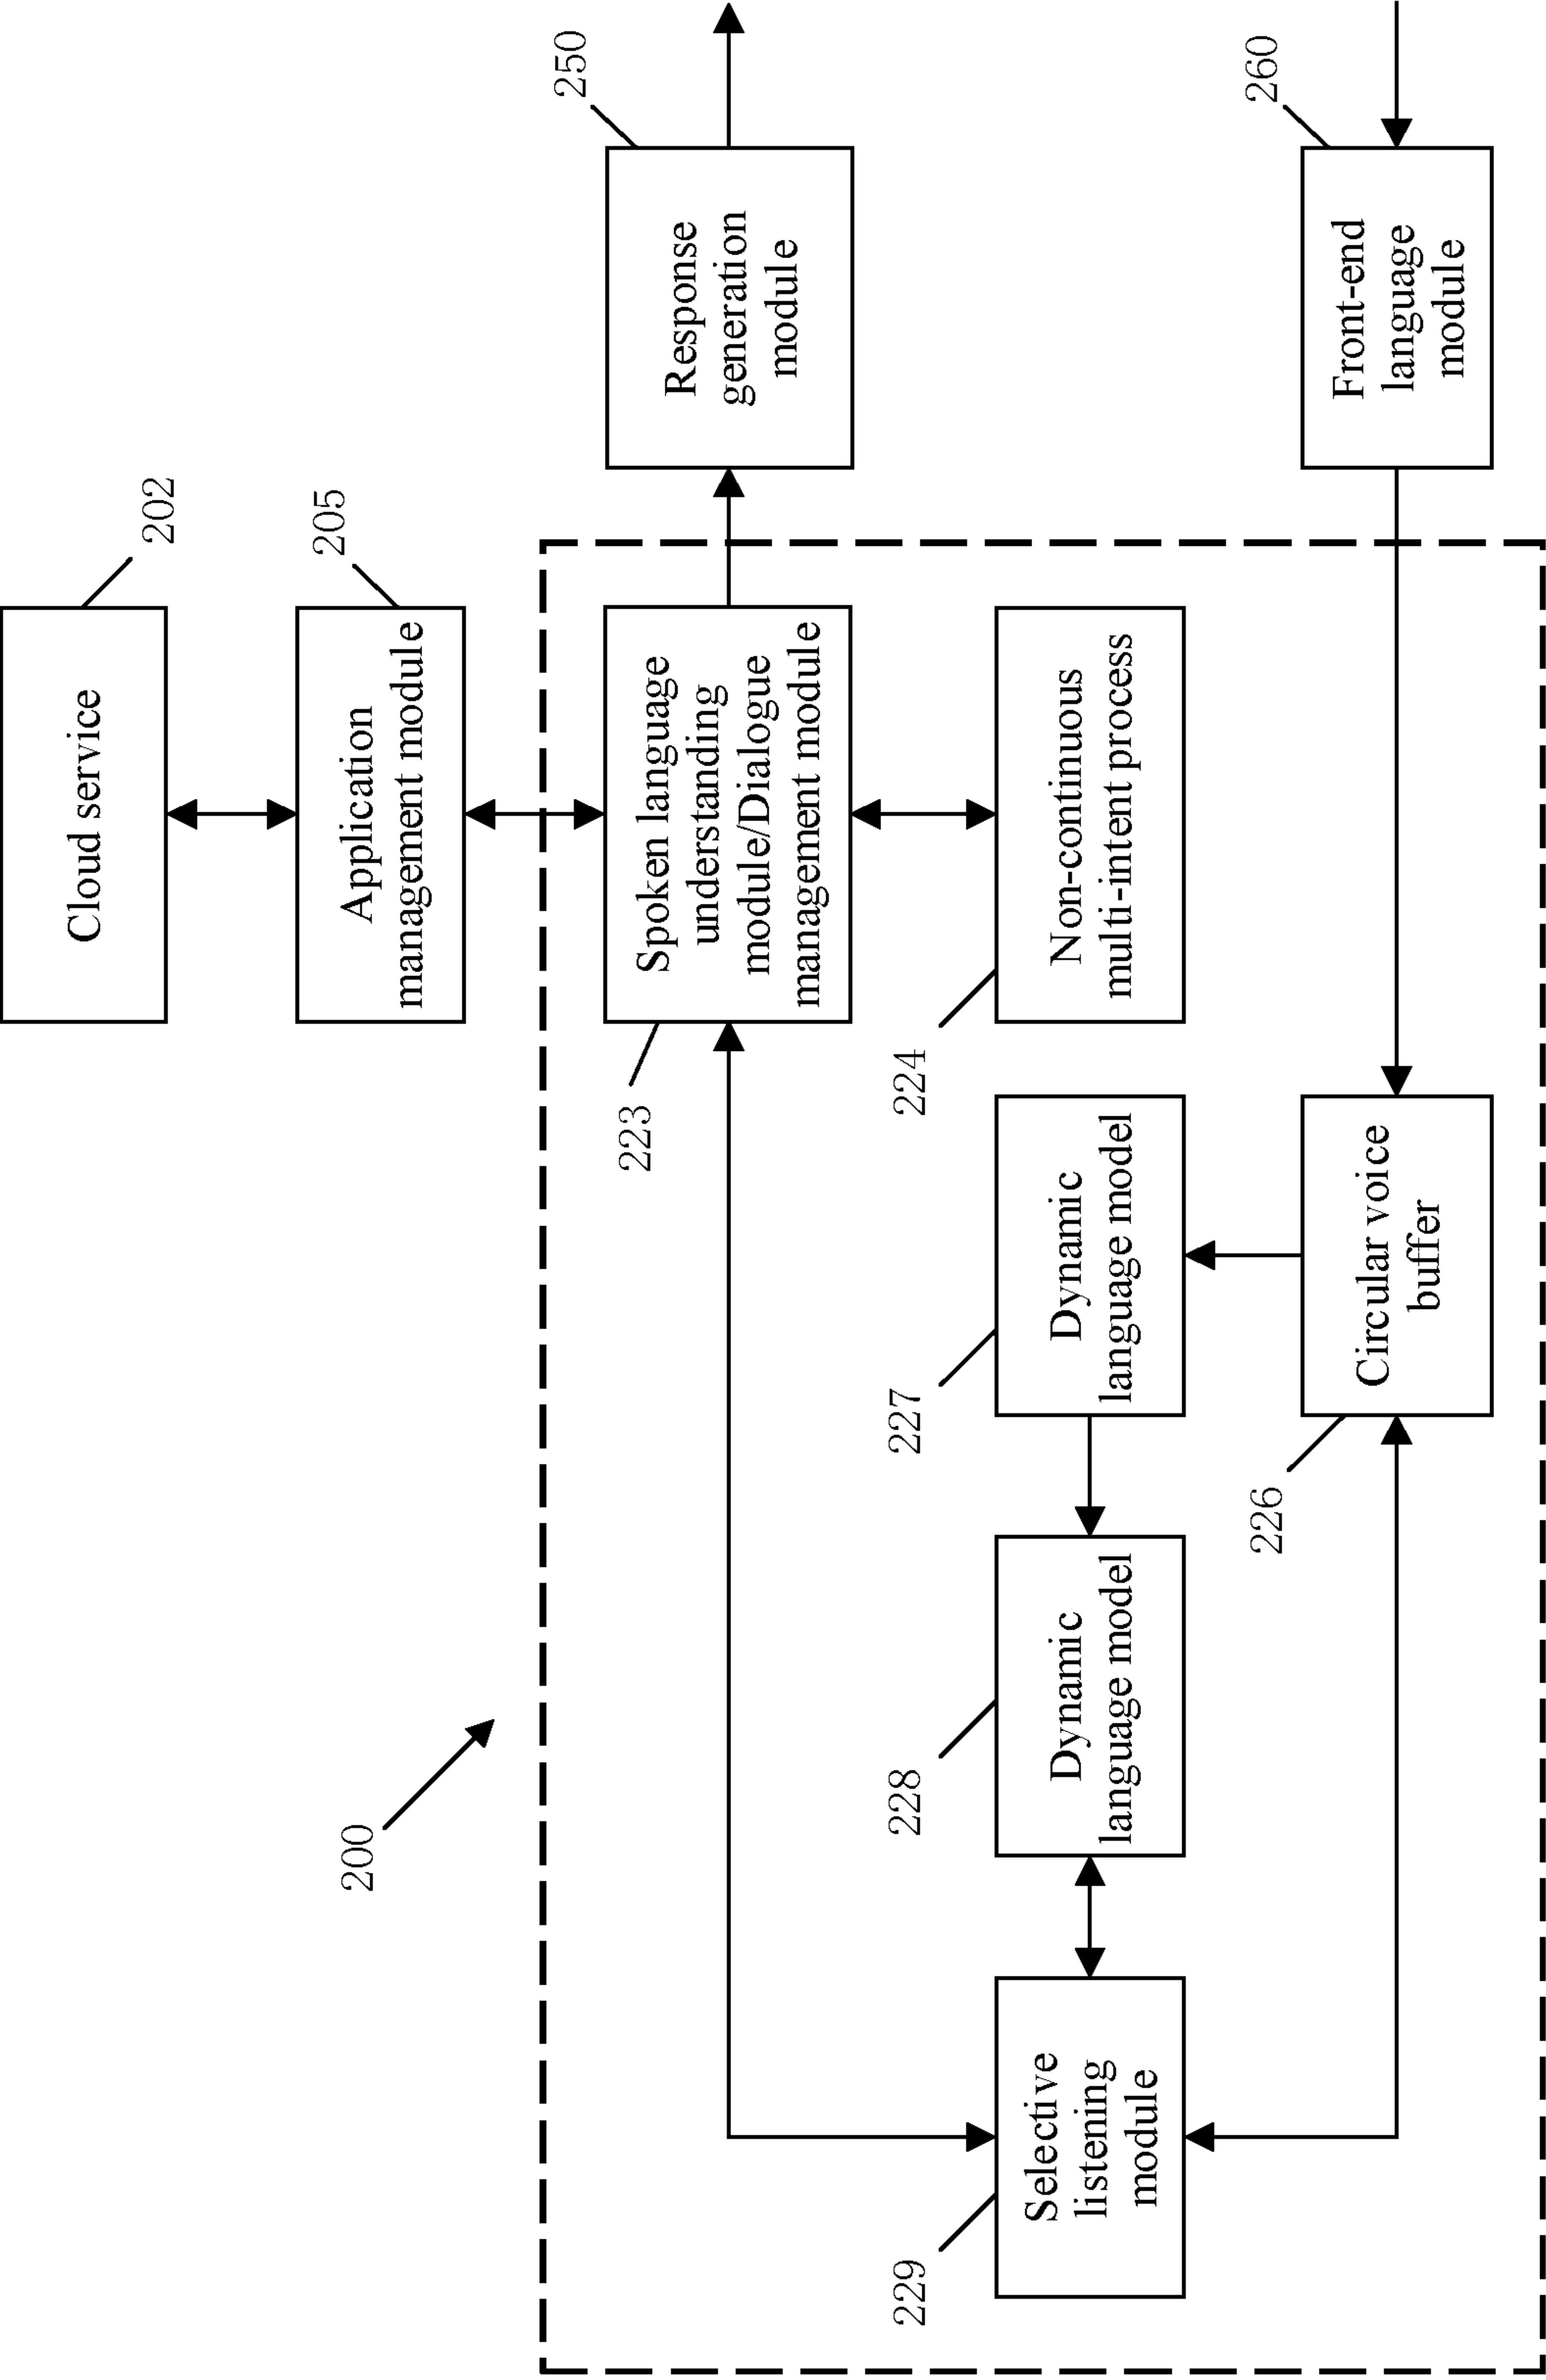 200
Cloud service
202
Application
management module
205
Spoken language
understanding
module/Dialogue
management module
223
Response
generation
module
250
Selective
listening
module
229
Dynamic
language model
228
Dynamic
language model
227
Non-continuous
multi-intent process
224
Circular voice
buffer
226
Front-end
language
module
260